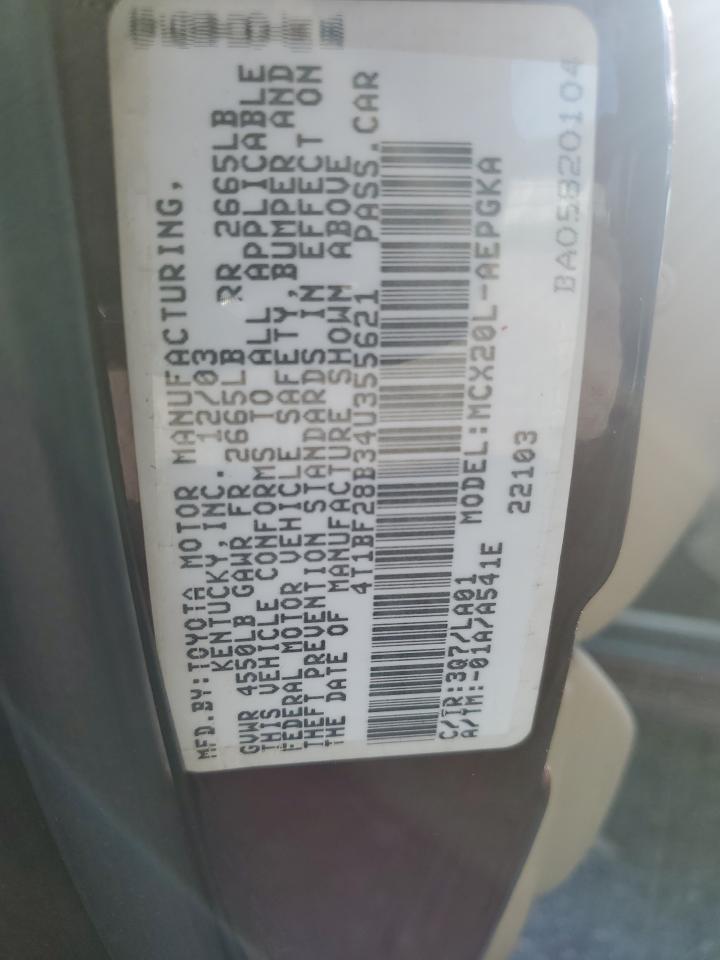 MFD.BY:TOYOTA MOTOR MANUFACTURING,
KENTUCKY,INC. 12/03
GVWR 4550LB GAWR FR 2665LB RR 2665LB
THIS VEHICLE CONFORMS TO ALL APPLICABLE
FEDERAL MOTOR VEHICLE SAFETY,BUMPER AND
THEFT PREVENTION STANDARDS IN EFFECT ON
THE DATE OF MANUFACTURE SHOWN ABOVE
4T1BF28B34U355621 PASS.CAR
C/TR:3Q7/LA01 MODEL:MCX20L-AEPGKA
A/TM:-01A/A541E 22103
BA05820104